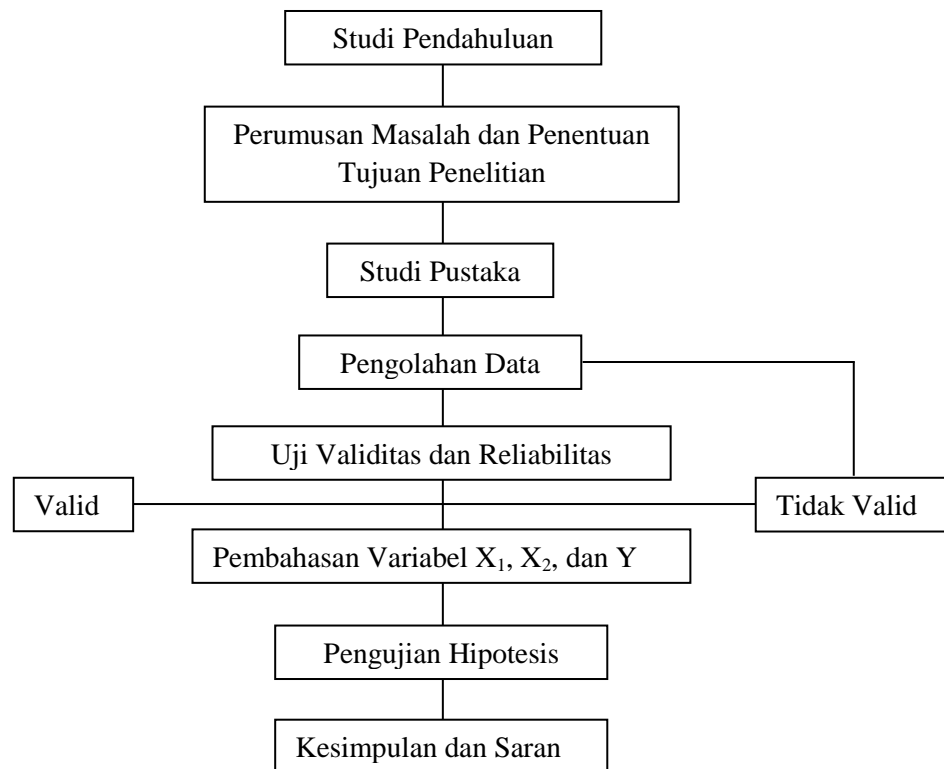 Studi Pendahuluan
Perumusan Masalah dan Penentuan
Tujuan Penelitian
Studi Pustaka
Pengolahan Data
Uji Validitas dan Reliabilitas
Valid
Tidak Valid
Pembahasan Variabel X₁, X₂, dan Y
Pengujian Hipotesis
Kesimpulan dan Saran